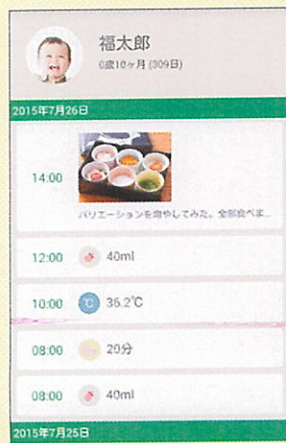 福太郎
0歳10ヶ月 (309日)
2015年7月26日
14:00
バリエーションを増やしてみた。全部食べま...
12:00 40ml
10:00 ℃ 36.2℃
08:00 20分
08:00 40ml
2015年7月25日